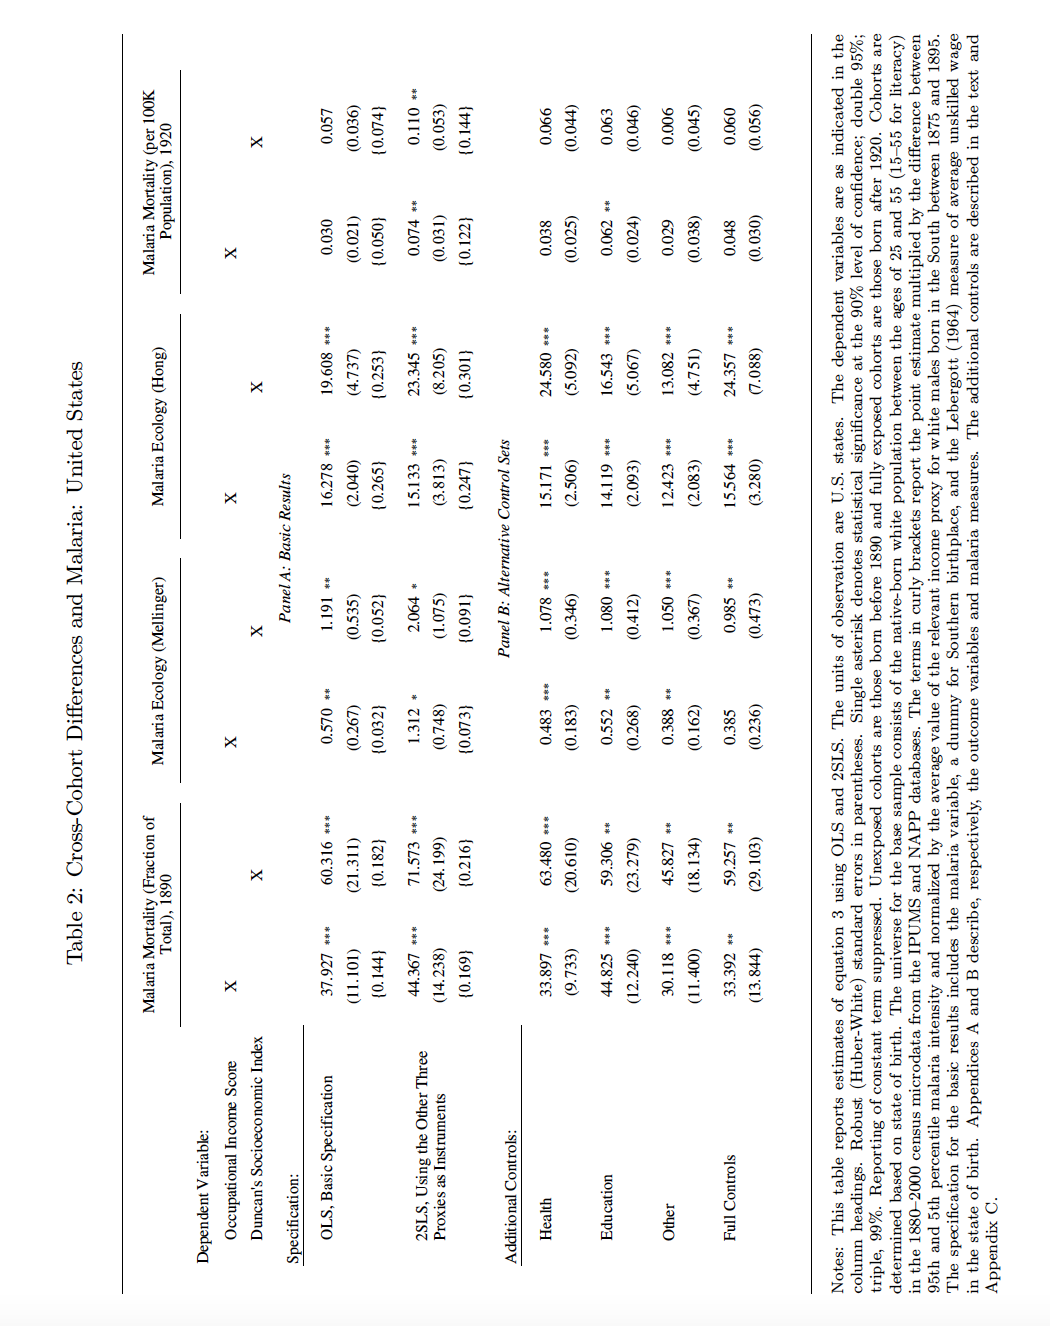 Table 2: Cross-Cohort Differences and Malaria: United States
Malaria Mortality (Fraction of Total), 1890 Malaria Ecology (Mellinger) Malaria Ecology (Hong) Malaria Mortality (per 100K Population), 1920
Dependent Variable:
Occupational Income Score X X X X
Duncan's Socioeconomic Index X X X X
Specification:
Panel A: Basic Results
OLS, Basic Specification 37.927 *** 60.316 *** 0.570 ** 1.191 ** 16.278 *** 19.608 *** 0.030 0.057
(11.101) (21.311) (0.267) (0.535) (2.040) (4.737) (0.021) (0.036)
{0.144} {0.182} {0.032} {0.052} {0.265} {0.253} {0.050} {0.074}
2SLS, Using the Other Three 44.367 *** 71.573 *** 1.312 * 2.064 * 15.133 *** 23.345 *** 0.074 ** 0.110 **
Proxies as Instruments (14.238) (24.199) (0.748) (1.075) (3.813) (8.205) (0.031) (0.053)
{0.169} {0.216} {0.073} {0.091} {0.247} {0.301} {0.122} {0.144}
Panel B: Alternative Control Sets
Additional Controls:
Health 33.897 *** 63.480 *** 0.483 *** 1.078 *** 15.171 *** 24.580 *** 0.038 0.066
(9.733) (20.610) (0.183) (0.346) (2.506) (5.092) (0.025) (0.044)
Education 44.825 *** 59.306 ** 0.552 ** 1.080 *** 14.119 *** 16.543 *** 0.062 ** 0.063
(12.240) (23.279) (0.268) (0.412) (2.093) (5.067) (0.024) (0.046)
Other 30.118 *** 45.827 ** 0.388 ** 1.050 *** 12.423 *** 13.082 *** 0.029 0.006
(11.400) (18.134) (0.162) (0.367) (2.083) (4.751) (0.038) (0.045)
Full Controls 33.392 ** 59.257 ** 0.385 0.985 ** 15.564 *** 24.357 *** 0.048 0.060
(13.844) (29.103) (0.236) (0.473) (3.280) (7.088) (0.030) (0.056)
Notes: This table reports estimates of equation 3 using OLS and 2SLS. The units of observation are U.S. states. The dependent variables are as indicated in the
column headings. Robust (Huber-White) standard errors in parentheses. Single asterisk denotes statistical significance at the 90% level of confidence; double 95%;
triple, 99%. Reporting of constant term suppressed. Unexposed cohorts are those born before 1890 and fully exposed cohorts are those born after 1920. Cohorts are
determined based on state of birth. The universe for the base sample consists of the native-born white population between the ages of 25 and 55 (15–55 for literacy)
in the 1880–2000 census microdata from the IPUMS and NAPP databases. The terms in curly brackets report the point estimate multiplied by the difference between
95th and 5th percentile malaria intensity and normalized by the average value of the relevant income proxy for white males born in the South between 1875 and 1895.
The specification for the basic results includes the malaria variable, a dummy for Southern birthplace, and the Lebergott (1964) measure of average unskilled wage
in the state of birth. Appendices A and B describe, respectively, the outcome variables and malaria measures. The additional controls are described in the text and
Appendix C.